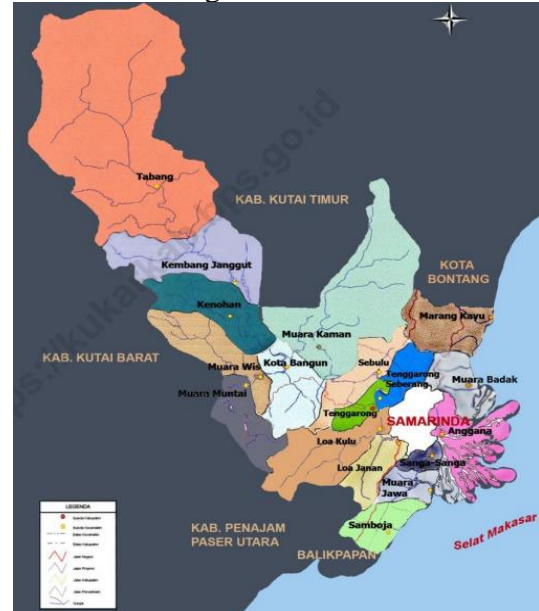 Tabang
KAB. KUTAI TIMUR
Kembang Janggut
KOTA
BONTANG
Kenohan
Marang Kayu
Muara Kaman
KAB. KUTAI BARAT
Muara Wis
Kota Bangun
Sebulu
Tenggarong
Seberang
Muara Badak
Muara Muntai
Tenggarong
SAMARINDA
Anggana
Loa Kulu
Sanga-Sanga
Loa Janan
Muara
Jawa
KAB. PENAJAM
PASER UTARA
Samboja
BALIKPAPAN
Selat Makasar
LEGENDA